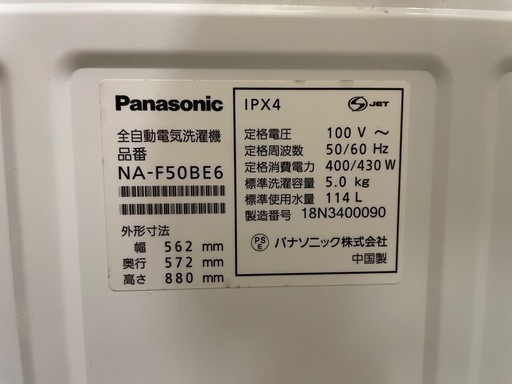 Panasonic
全自動電気洗濯機
品番
NA-F50BE6
外形寸法
幅 562 mm
奥行 572 mm
高さ 880 mm
IPX4
S JET
定格電圧 100 V ～
定格周波数 50/60 Hz
定格消費電力 400/430 W
標準洗濯容量 5.0 kg
標準使用水量 114 L
製造番号 18N3400090
PS E パナソニック株式会社
中国製